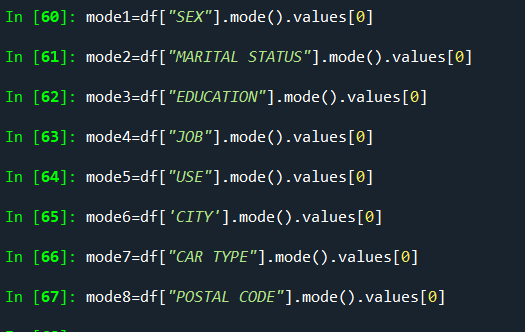 In [60]: mode1=df["SEX"].mode().values[0]
In [61]: mode2=df["MARITAL STATUS"].mode().values[0]
In [62]: mode3=df["EDUCATION"].mode().values[0]
In [63]: mode4=df["JOB"].mode().values[0]
In [64]: mode5=df["USE"].mode().values[0]
In [65]: mode6=df['CITY'].mode().values[0]
In [66]: mode7=df["CAR TYPE"].mode().values[0]
In [67]: mode8=df["POSTAL CODE"].mode().values[0]